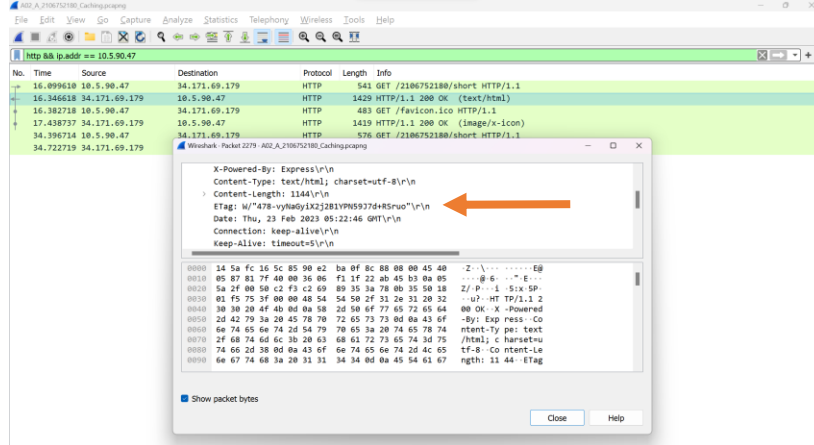 A02_A_2106752180_Caching.pcapng
File Edit View Go Capture Analyze Statistics Telephony Wireless Tools Help
http && ip.addr == 10.5.90.47
No. Time Source Destination Protocol Length Info
16.099610 10.5.90.47 34.171.69.179 HTTP 541 GET /2106752180/short HTTP/1.1
16.346618 34.171.69.179 10.5.90.47 HTTP 1429 HTTP/1.1 200 OK (text/html)
16.382718 10.5.90.47 34.171.69.179 HTTP 483 GET /favicon.ico HTTP/1.1
17.438737 34.171.69.179 10.5.90.47 HTTP 1419 HTTP/1.1 200 OK (image/x-icon)
34.396714 10.5.90.47 34.171.69.179 HTTP 576 GET /2106752180/short HTTP/1.1
34.722719 34.171.69.179
Wireshark · Packet 2279 · A02_A_2106752180_Caching.pcapng
X-Powered-By: Express\r\n
Content-Type: text/html; charset=utf-8\r\n
Content-Length: 1144\r\n
ETag: W/"478-vyNaGyiX2j2B1YPN59J7d+RSruo"\r\n
Date: Thu, 23 Feb 2023 05:22:46 GMT\r\n
Connection: keep-alive\r\n
Keep-Alive: timeout=5\r\n
0000 14 5a fc 16 5c 85 90 e2 ba 0f 8c 88 08 00 45 40 ·Z··\··· ······E@
0010 05 87 81 7f 40 00 36 06 f1 1f 22 ab 45 b3 0a 05 ····@·6· ··"·E···
0020 5a 2f 00 50 c2 f3 c2 69 89 35 3a 78 0b 35 50 18 Z/·P···i ·5:x·5P·
0030 01 f5 75 3f 00 00 48 54 54 50 2f 31 2e 31 20 32 ··u?··HT TP/1.1 2
0040 30 30 20 4f 4b 0d 0a 58 2d 50 6f 77 65 72 65 64 00 OK··X -Powered
0050 2d 42 79 3a 20 45 78 70 72 65 73 73 0d 0a 43 6f -By: Exp ress··Co
0060 6e 74 65 6e 74 2d 54 79 70 65 3a 20 74 65 78 74 ntent-Ty pe: text
0070 2f 68 74 6d 6c 3b 20 63 68 61 72 73 65 74 3d 75 /html; c harset=u
0080 74 66 2d 38 0d 0a 43 6f 6e 74 65 6e 74 2d 4c 65 tf-8··Co ntent-Le
0090 6e 67 74 68 3a 20 31 31 34 34 0d 0a 45 54 61 67 ngth: 11 44··ETag
Show packet bytes
Close Help